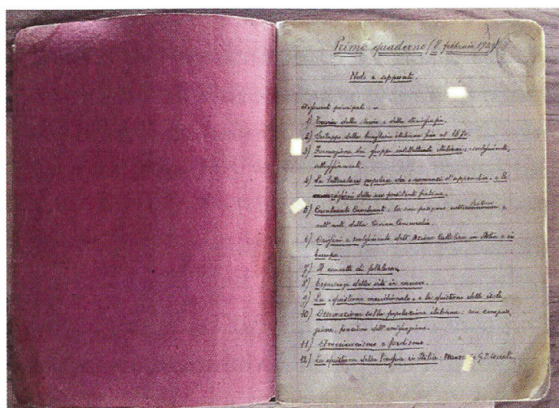 Primo quaderno (8 febbraio 1929)
Note e appunti.
Argomenti principali: –
1) Teoria della storia e della storiografia.
2) Sviluppo della borghesia italiana fino al 1870.
3) Formazione dei gruppi intellettuali italiani: svolgimento,
atteggiamenti.
4) La letteratura popolare dei "romanzi d'appendice" e le
della sua persistente fortuna.
5) Cavalcante Cavalcanti: la sua posizione nella e
nell'arte della Divina Commedia.
6) Origini e svolgimento dell'Azione Cattolica in Italia e in
Europa.
7) Il concetto di folklore.
8) Esperienze della vita in carcere.
9) La "quistione meridionale" e la quistione delle isole.
10) Osservazioni sulla popolazione italiana: sua composi-
zione, funzione dell'emigrazione.
11) Americanismo e fordismo.
12) La quistione della lingua in Italia: Manzoni e G. I. Ascoli.